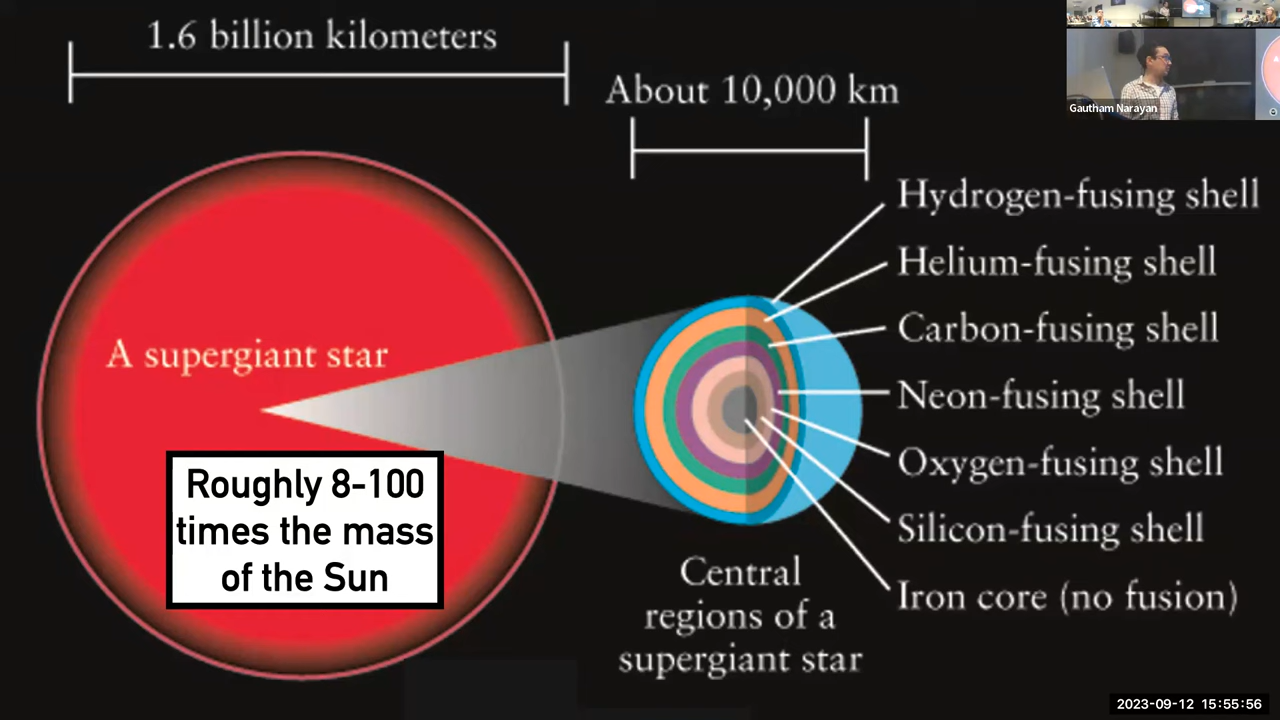 1.6 billion kilometers
About 10,000 km
Gautham Narayan
Hydrogen-fusing shell
Helium-fusing shell
Carbon-fusing shell
Neon-fusing shell
Oxygen-fusing shell
Silicon-fusing shell
Iron core (no fusion)
A supergiant star
Roughly 8-100
times the mass
of the Sun
Central
regions of a
supergiant star
2023-09-12 15:55:56